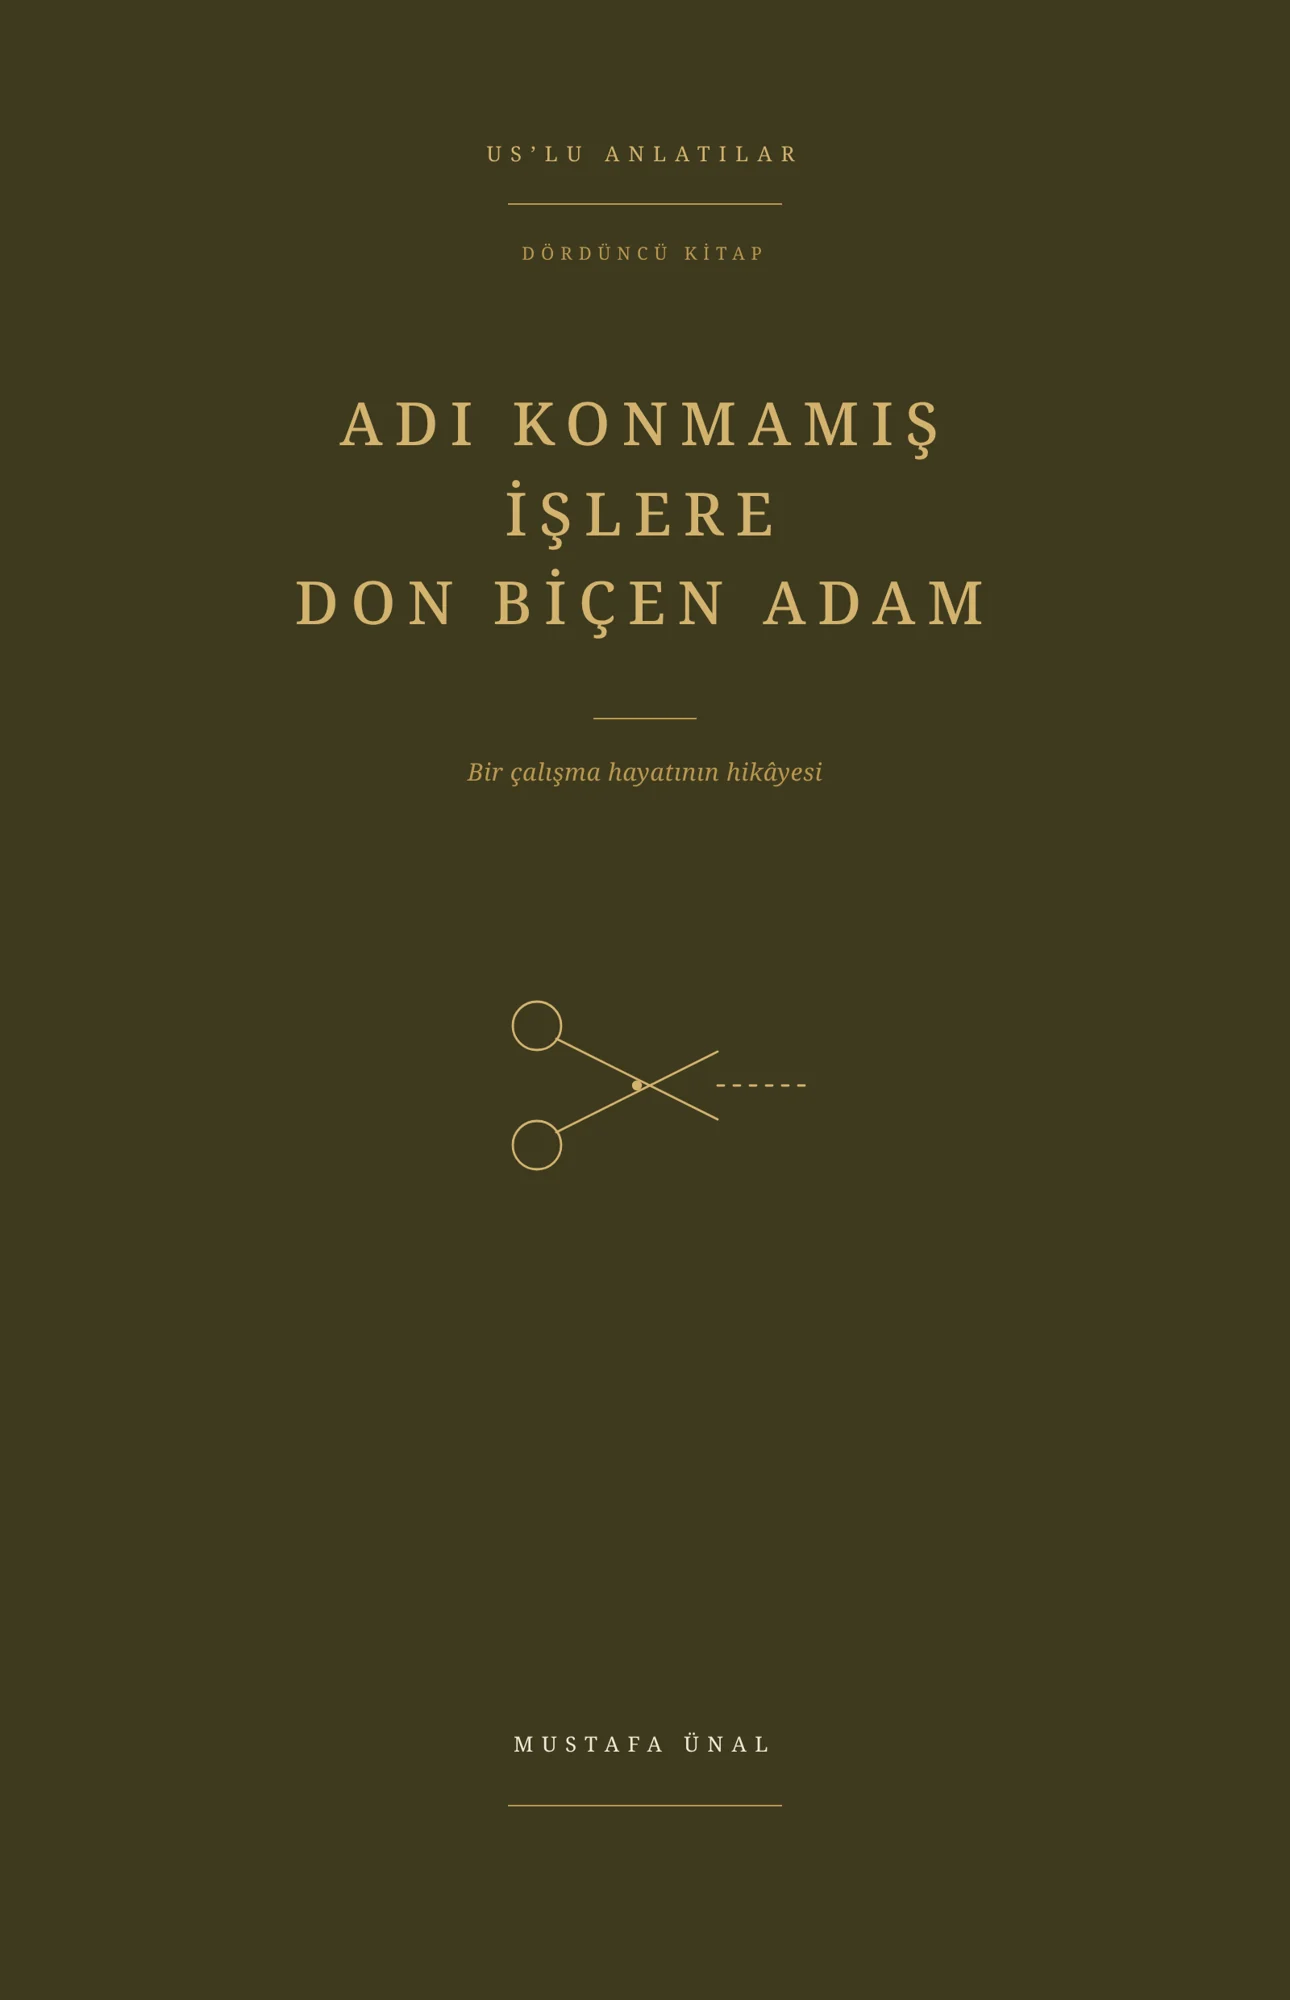 US’LU ANLATILAR
DÖRDÜNCÜ KİTAP
ADI KONMAMIŞ
İŞLERE
DON BİÇEN ADAM
Bir çalışma hayatının hikâyesi
MUSTAFA ÜNAL